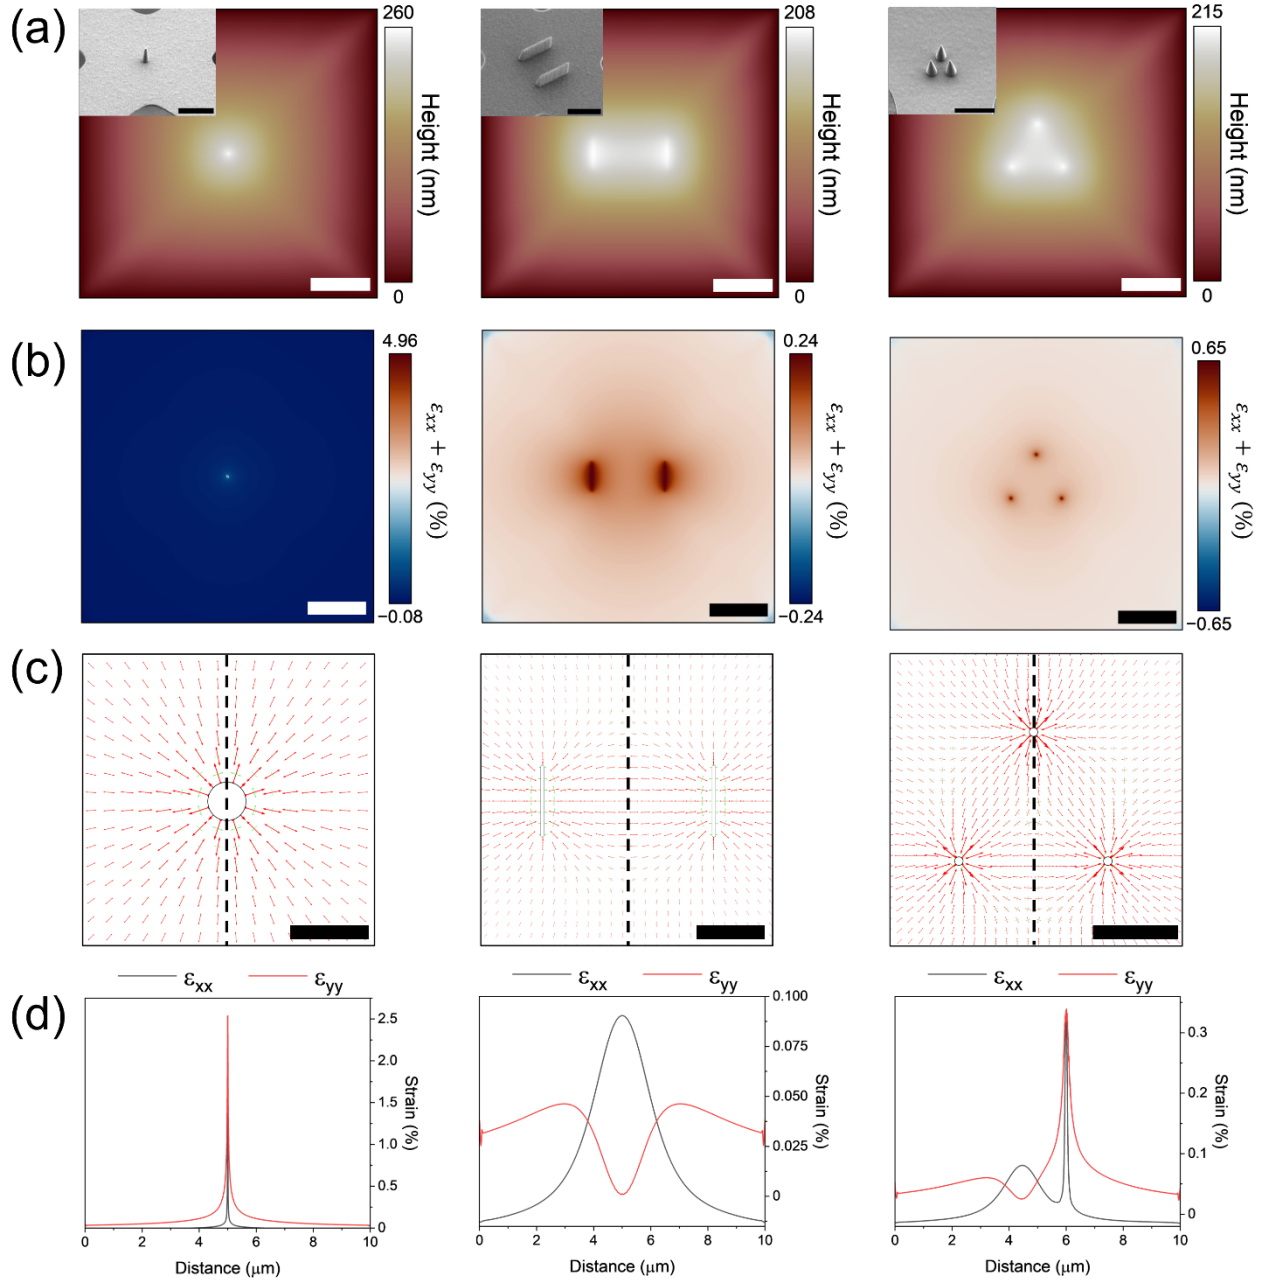 (a)
260
Height (nm)
0
208
Height (nm)
0
215
Height (nm)
0
(b)
4.96
εxx + εyy (%)
−0.08
0.24
εxx + εyy (%)
−0.24
0.65
εxx + εyy (%)
−0.65
(c)
(d)
εxx εyy
2.5
2.0
1.5
1.0
0.5
0
Strain (%)
0 2 4 6 8 10
Distance (μm)
εxx εyy
0.100
0.075
0.050
0.025
0
Strain (%)
0 2 4 6 8 10
Distance (μm)
εxx εyy
0.3
0.2
0.1
0
Strain (%)
0 2 4 6 8 10
Distance (μm)